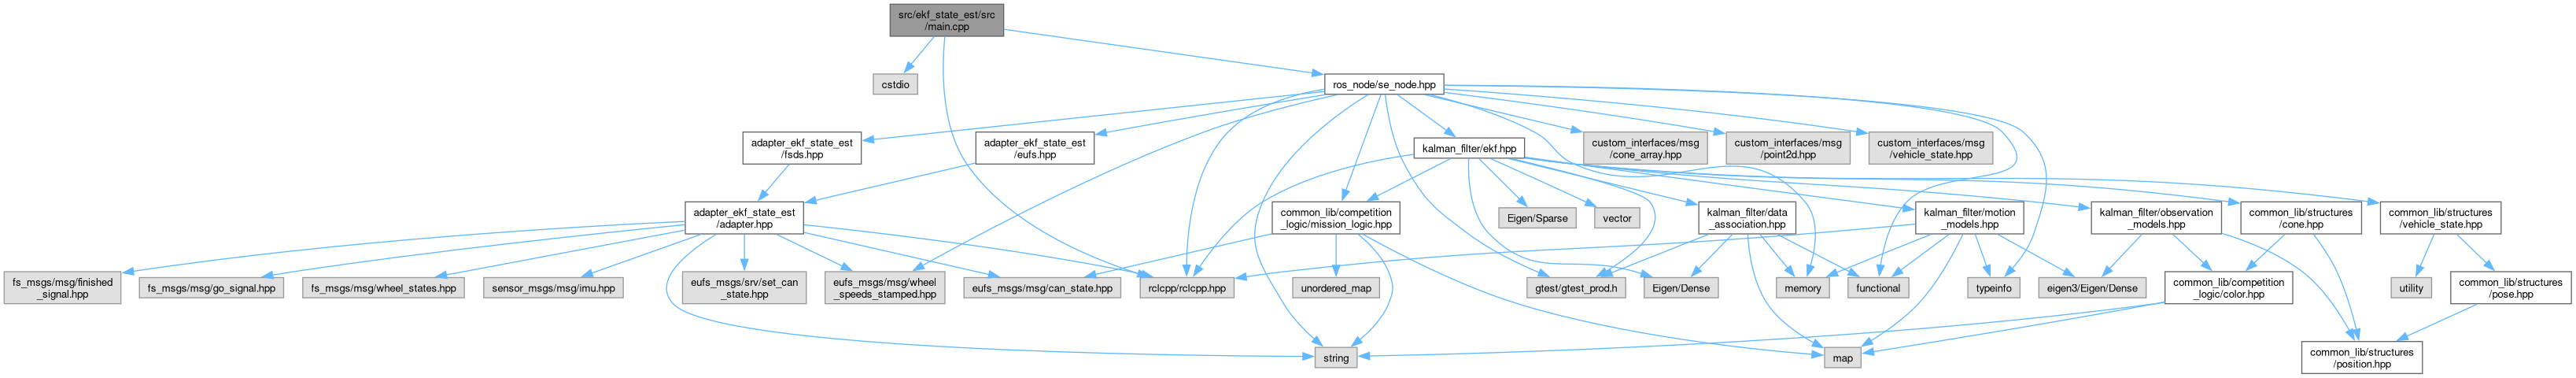 src/ekf_state_est/src
/main.cpp
cstdio
ros_node/se_node.hpp
adapter_ekf_state_est
/fsds.hpp
adapter_ekf_state_est
/eufs.hpp
kalman_filter/ekf.hpp
custom_interfaces/msg
/cone_array.hpp
custom_interfaces/msg
/point2d.hpp
custom_interfaces/msg
/vehicle_state.hpp
adapter_ekf_state_est
/adapter.hpp
common_lib/competition
_logic/mission_logic.hpp
Eigen/Sparse
vector
kalman_filter/data
_association.hpp
kalman_filter/motion
_models.hpp
kalman_filter/observation
_models.hpp
common_lib/structures
/cone.hpp
common_lib/structures
/vehicle_state.hpp
fs_msgs/msg/finished
_signal.hpp
fs_msgs/msg/go_signal.hpp
fs_msgs/msg/wheel_states.hpp
sensor_msgs/msg/imu.hpp
eufs_msgs/srv/set_can
_state.hpp
eufs_msgs/msg/wheel
_speeds_stamped.hpp
eufs_msgs/msg/can_state.hpp
rclcpp/rclcpp.hpp
unordered_map
gtest/gtest_prod.h
Eigen/Dense
memory
functional
typeinfo
eigen3/Eigen/Dense
common_lib/competition
_logic/color.hpp
utility
common_lib/structures
/pose.hpp
string
map
common_lib/structures
/position.hpp